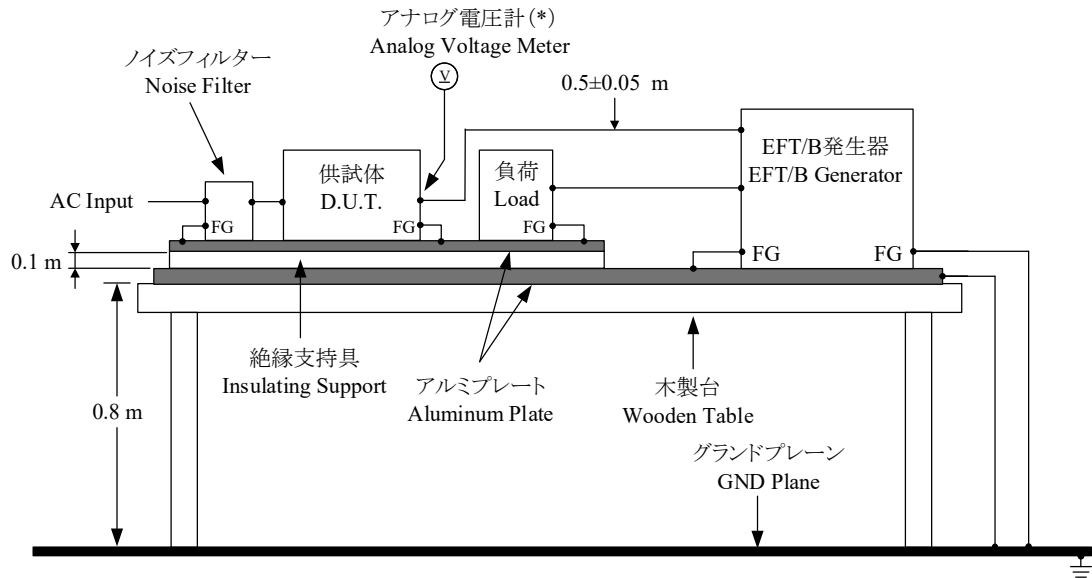 アナログ電圧計(*)
Analog Voltage Meter
V
ノイズフィルター
Noise Filter
0.5±0.05 m
EFT/B発生器
EFT/B Generator
供試体
D.U.T.
負荷
Load
AC Input
FG
FG
FG
FG
FG
0.1 m
絶縁支持具
Insulating Support
アルミプレート
Aluminum Plate
木製台
Wooden Table
0.8 m
グランドプレーン
GND Plane